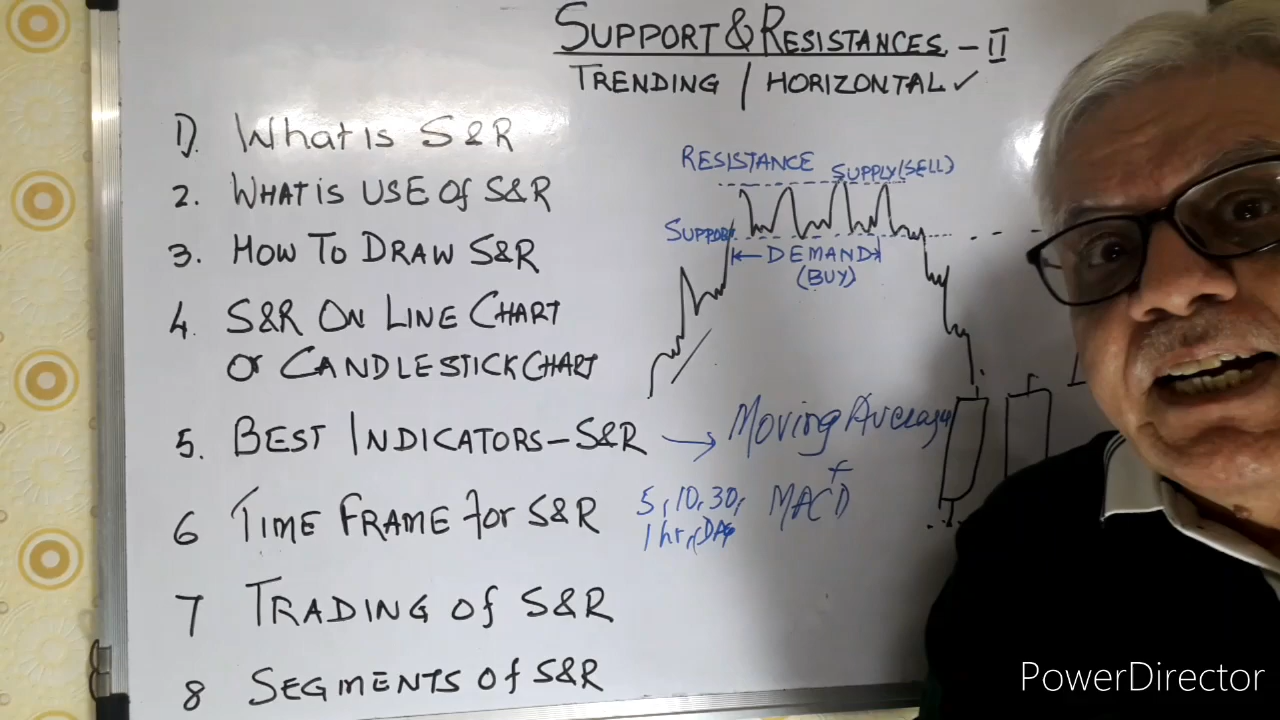 SUPPORT & RESISTANCES - II
TRENDING / HORIZONTAL ✓
1). What is S&R
2. WHAT is USE Of S&R
3. HOW TO DRAW S&R
4. S&R ON LINE CHART
or CANDLESTICK CHART
5. BEST INDICATORS - S&R → Moving Average
+
MACD
6 TIME FRAME for S&R 5, 10, 30,
1 hr, DAY
7 TRADING of S&R
8 SEGMENTS of S&R
RESISTANCE SUPPLY (SELL)
SUPPORT
DEMAND
(BUY)
PowerDirector